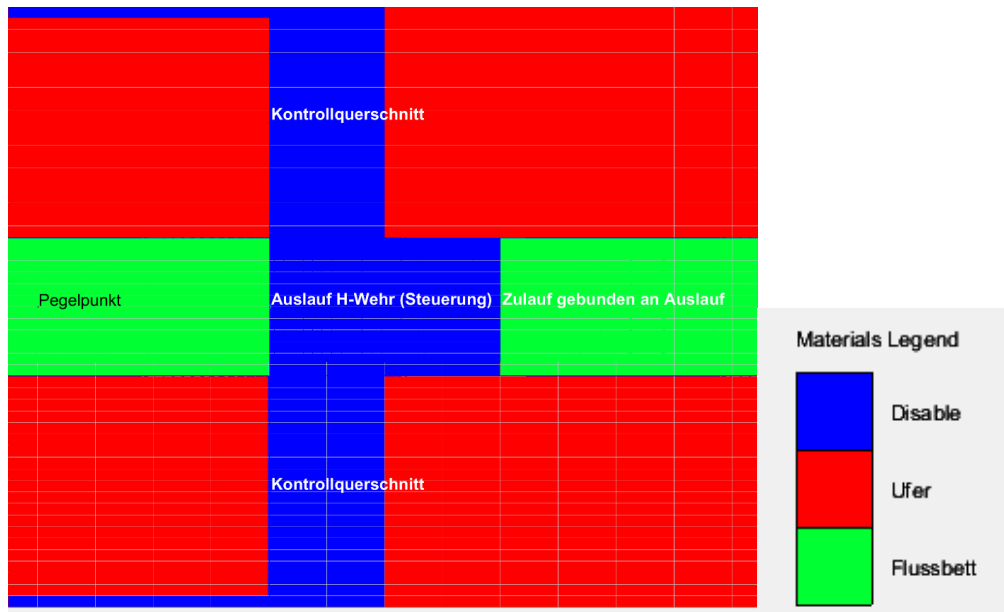 Kontrollquerschnitt
Pegelpunkt
Auslauf H-Wehr (Steuerung)
Zulauf gebunden an Auslauf
Kontrollquerschnitt
Materials Legend
Disable
Ufer
Flussbett